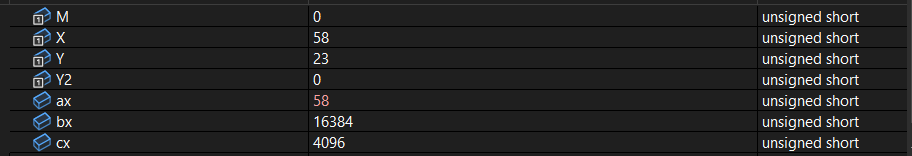 M 0 unsigned short
X 58 unsigned short
Y 23 unsigned short
Y2 0 unsigned short
ax 58 unsigned short
bx 16384 unsigned short
cx 4096 unsigned short